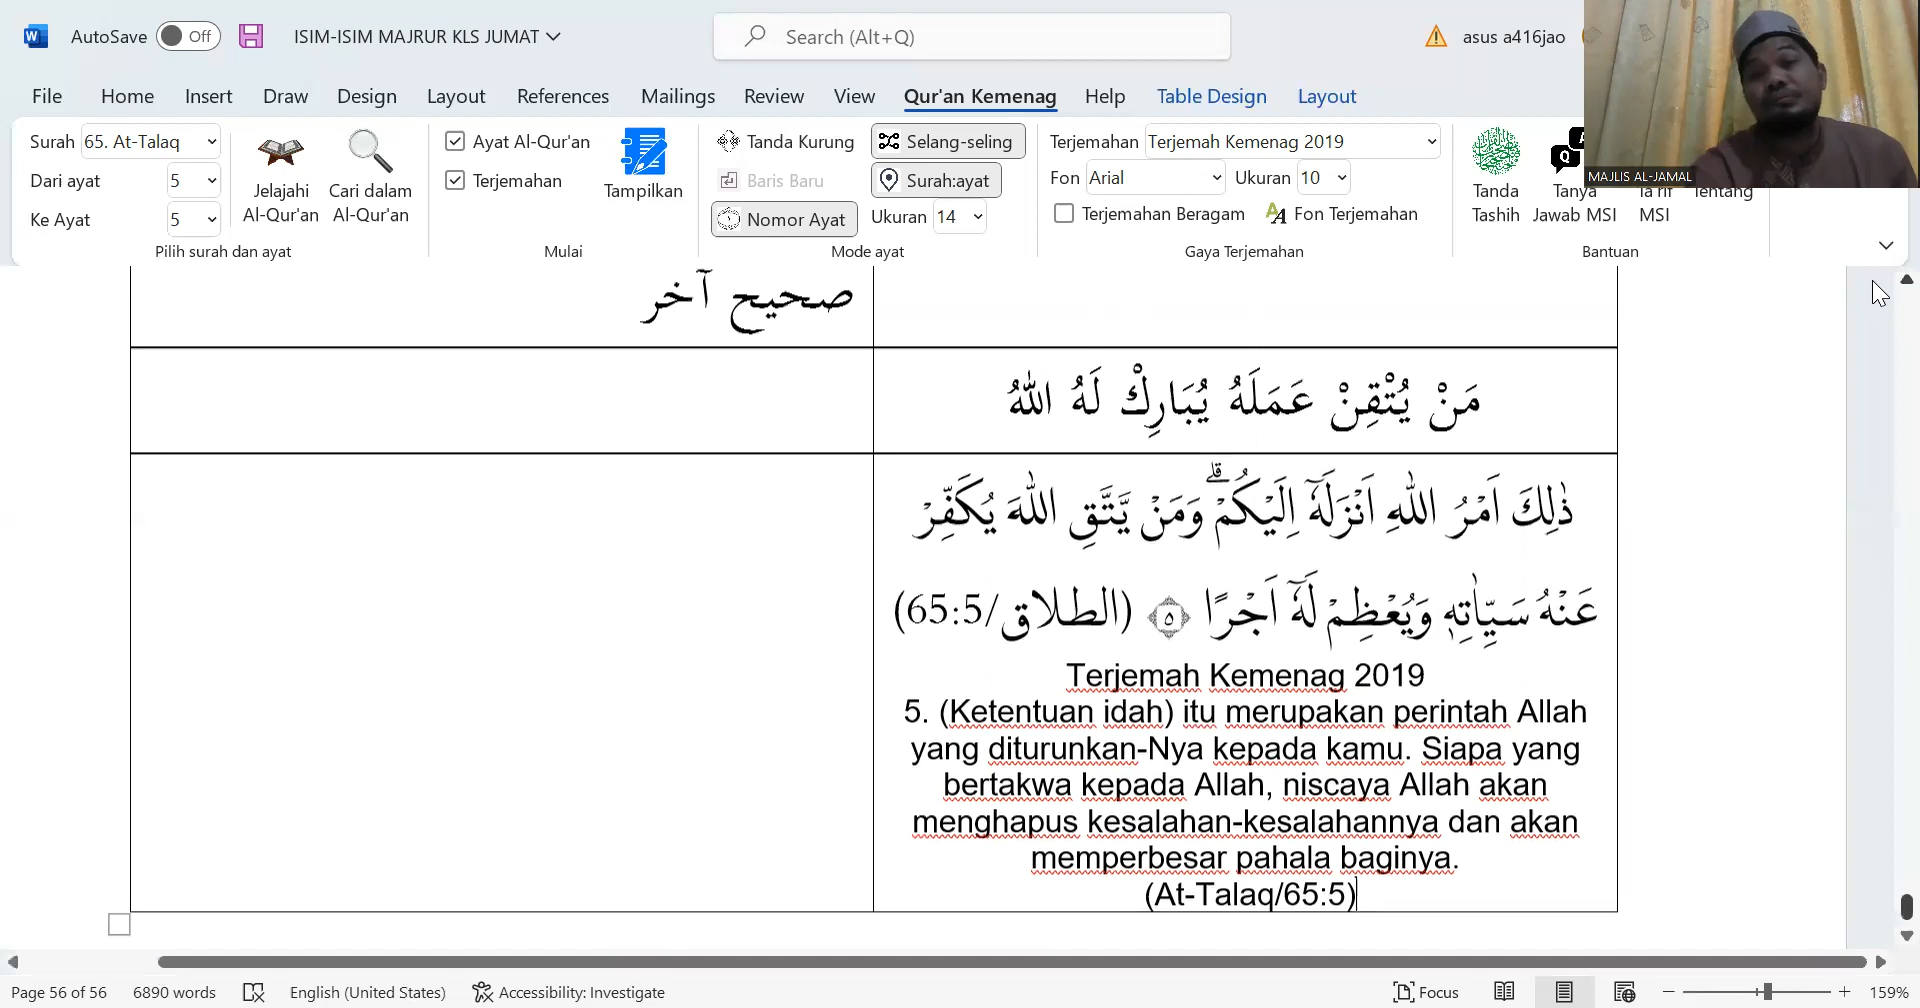 AutoSave Off ISIM-ISIM MAJRUR KLS JUMAT Search (Alt+Q) asus a416jao
File Home Insert Draw Design Layout References Mailings Review View Qur'an Kemenag Help Table Design Layout
Surah 65. At-Talaq
Dari ayat 5
Ke Ayat 5
Jelajahi Al-Qur'an
Cari dalam Al-Qur'an
Pilih surah dan ayat
Ayat Al-Qur'an
Terjemahan
Tampilkan
Mulai
Tanda Kurung Selang-seling
Baris Baru Surah:ayat
Nomor Ayat Ukuran 14
Mode ayat
Terjemahan Terjemah Kemenag 2019
Fon Arial Ukuran 10
Terjemahan Beragam Fon Terjemahan
Gaya Terjemahan
Tanda Tashih
Tanya Jawab MSI
Ta'rif MSI
Tentang
Bantuan
MAJLIS AL-JAMAL
صحيح آخر
مَنْ يُتْقِنْ عَمَلَهُ يُبَارِكْ لَهُ اللهُ
ذٰلِكَ اَمْرُ اللّٰهِ اَنْزَلَهٗٓ اِلَيْكُمْۗ وَمَنْ يَّتَّقِ اللّٰهَ يُكَفِّرْ
عَنْهُ سَيِّاٰتِهٖ وَيُعْظِمْ لَهٗٓ اَجْرًا ٥ (الطلاق/65:5)
Terjemah Kemenag 2019
5. (Ketentuan idah) itu merupakan perintah Allah
yang diturunkan-Nya kepada kamu. Siapa yang
bertakwa kepada Allah, niscaya Allah akan
menghapus kesalahan-kesalahannya dan akan
memperbesar pahala baginya.
(At-Talaq/65:5)
Page 56 of 56 6890 words English (United States) Accessibility: Investigate Focus 159%